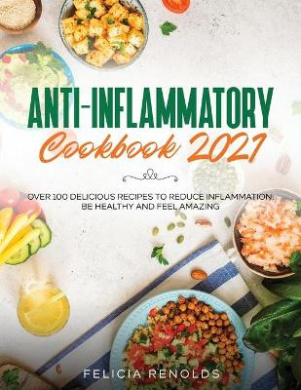 ANTI-INFLAMMATORY
Cookbook 2021
OVER 100 DELICIOUS RECIPES TO REDUCE INFLAMMATION,
BE HEALTHY AND FEEL AMAZING
FELICIA RENOLDS